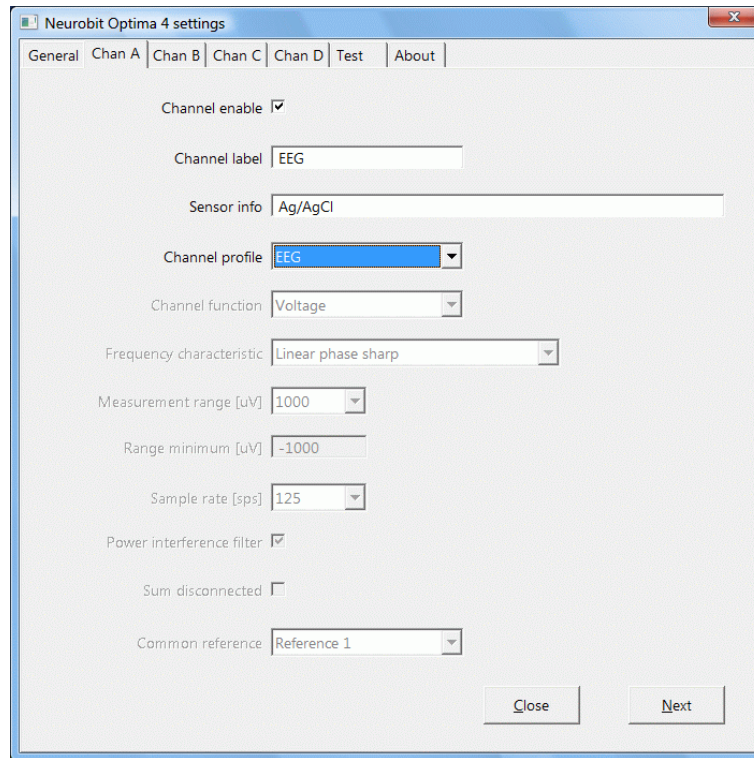 Neurobit Optima 4 settings
x
General Chan A Chan B Chan C Chan D Test About
Channel enable
Channel label EEG
Sensor info Ag/AgCl
Channel profile EEG
Channel function Voltage
Frequency characteristic Linear phase sharp
Measurement range [uV] 1000
Range minimum [uV] -1000
Sample rate [sps] 125
Power interference filter
Sum disconnected
Common reference Reference 1
Close Next